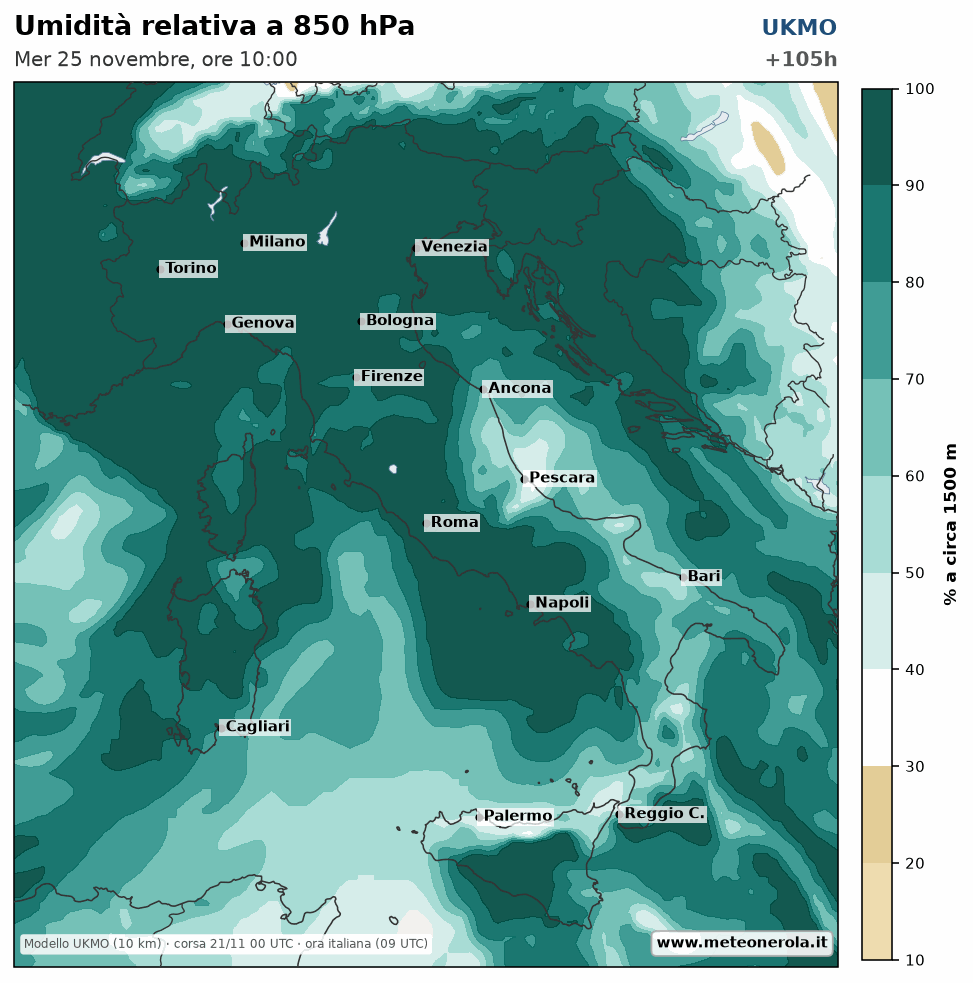 Umidità relativa a 850 hPa
UKMO
Mer 25 novembre, ore 10:00
+105h
100
90
80
70
60
50
40
30
20
10
% a circa 1500 m
Milano
Venezia
Torino
Genova
Bologna
Firenze
Ancona
Pescara
Roma
Bari
Napoli
Cagliari
Palermo
Reggio C.
Modello UKMO (10 km) · corsa 21/11 00 UTC · ora italiana (09 UTC)
www.meteonerola.it